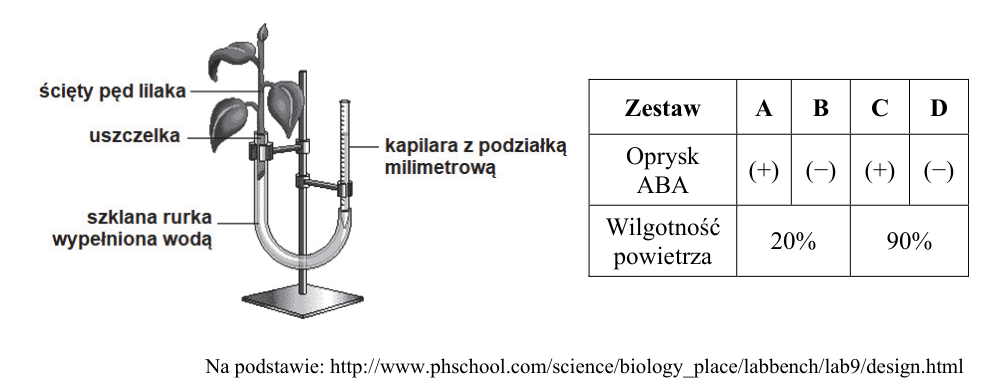 ścięty pęd lilaka
uszczelka
szklana rurka
wypełniona wodą
kapilara z podziałką
milimetrową
Zestaw A B C D
Oprysk
ABA (+) (−) (+) (−)
Wilgotność
powietrza 20% 90%
Na podstawie: http://www.phschool.com/science/biology_place/labbench/lab9/design.html